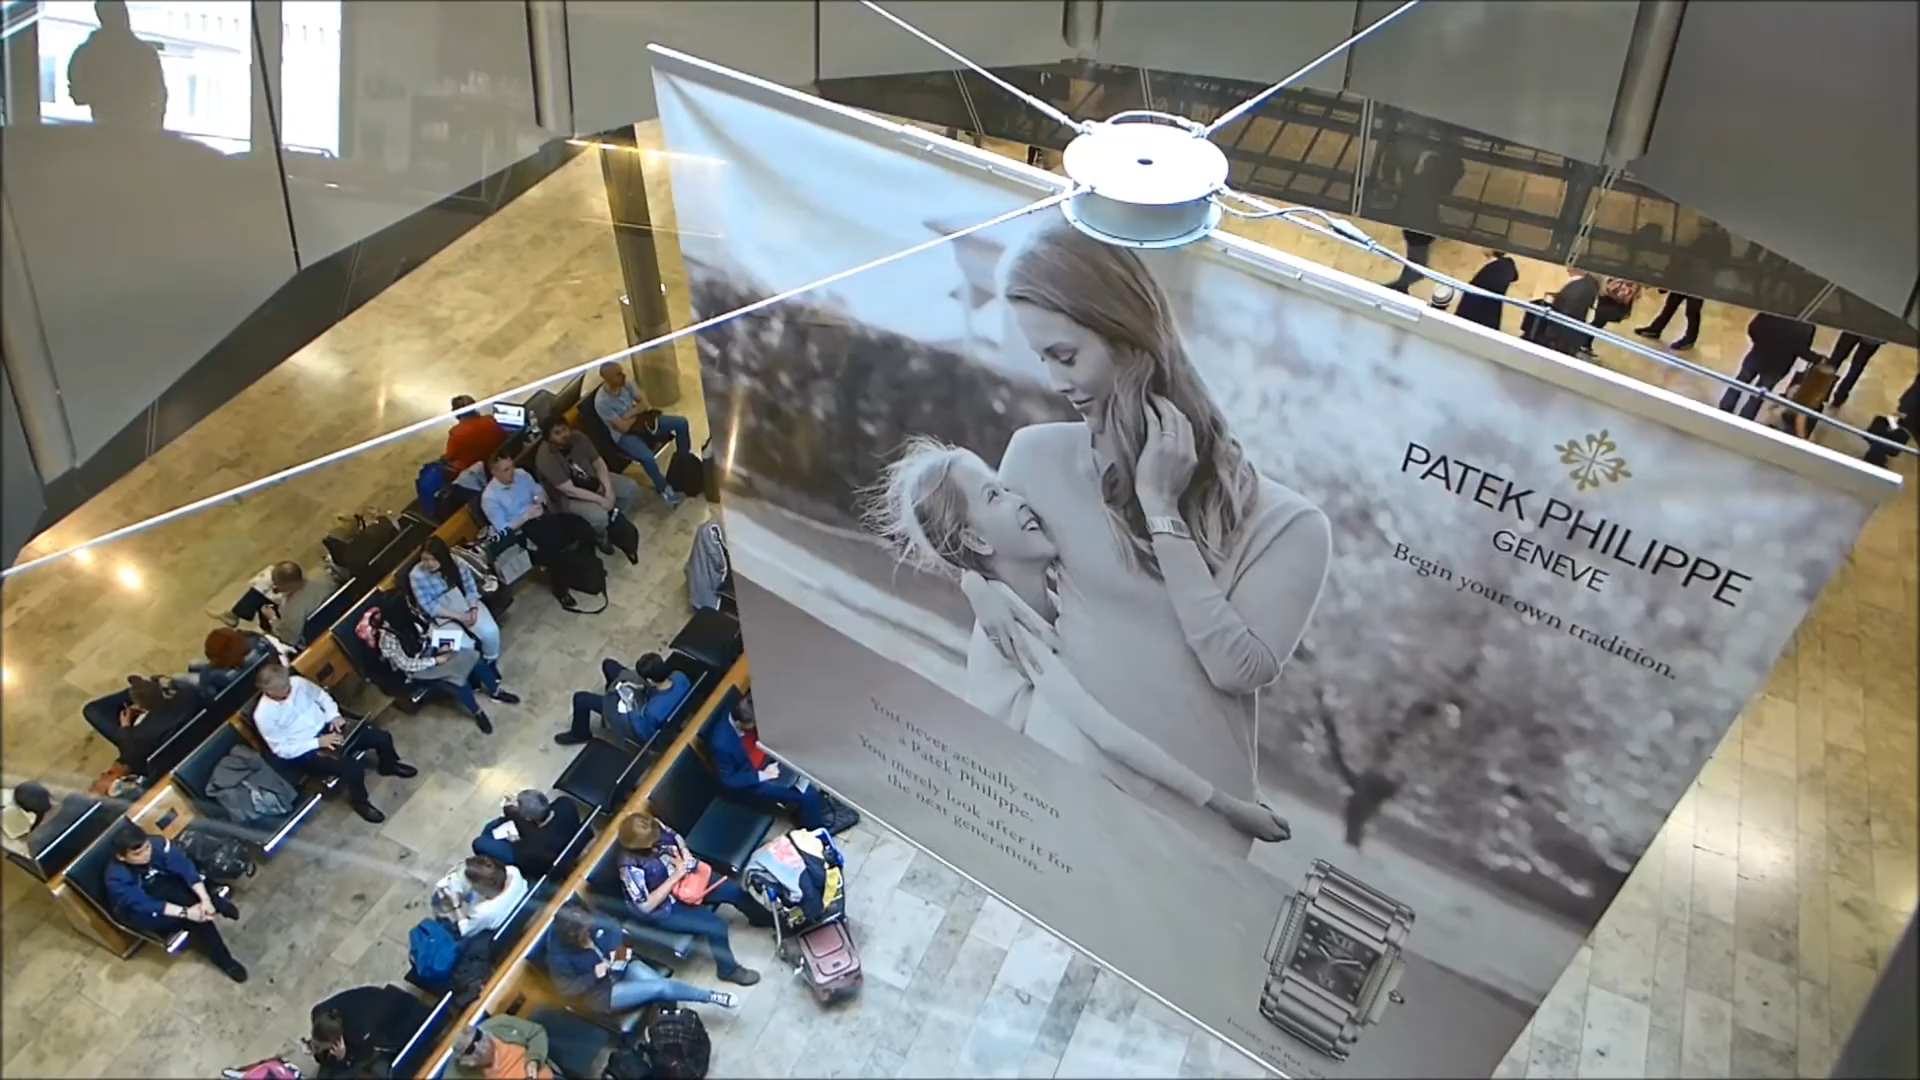 PATEK PHILIPPE
GENEVE
Begin your own tradition.
You never actually own
a Patek Philippe.
You merely look after it for
the next generation.
XII